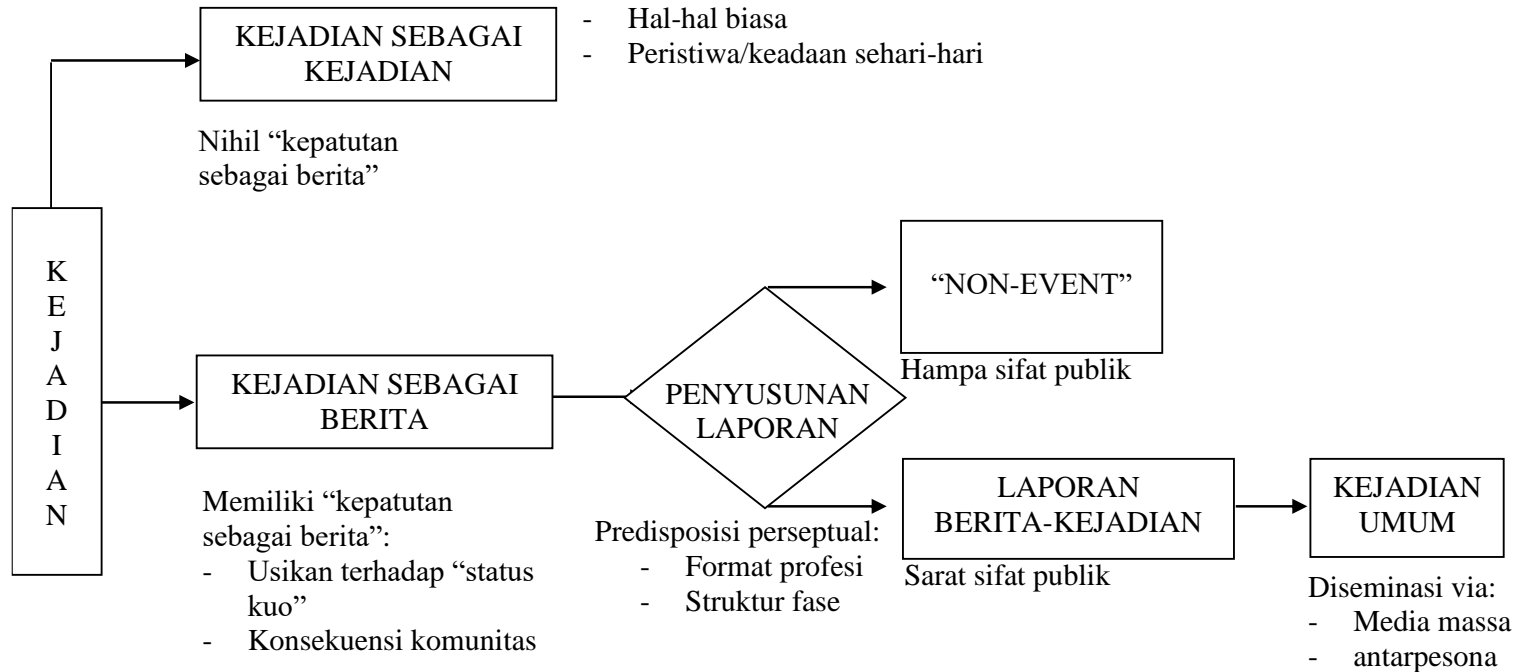 KEJADIAN SEBAGAI
KEJADIAN
- Hal-hal biasa
- Peristiwa/keadaan sehari-hari
Nihil “kepatutan
sebagai berita”
K
E
J
A
D
I
A
N
“NON-EVENT”
Hampa sifat publik
KEJADIAN SEBAGAI
BERITA
PENYUSUNAN
LAPORAN
Memiliki “kepatutan
sebagai berita”:
- Usikan terhadap “status
kuo”
- Konsekuensi komunitas
Predisposisi perseptual:
- Format profesi
- Struktur fase
LAPORAN
BERITA-KEJADIAN
Sarat sifat publik
KEJADIAN
UMUM
Diseminasi via:
- Media massa
- antarpesona